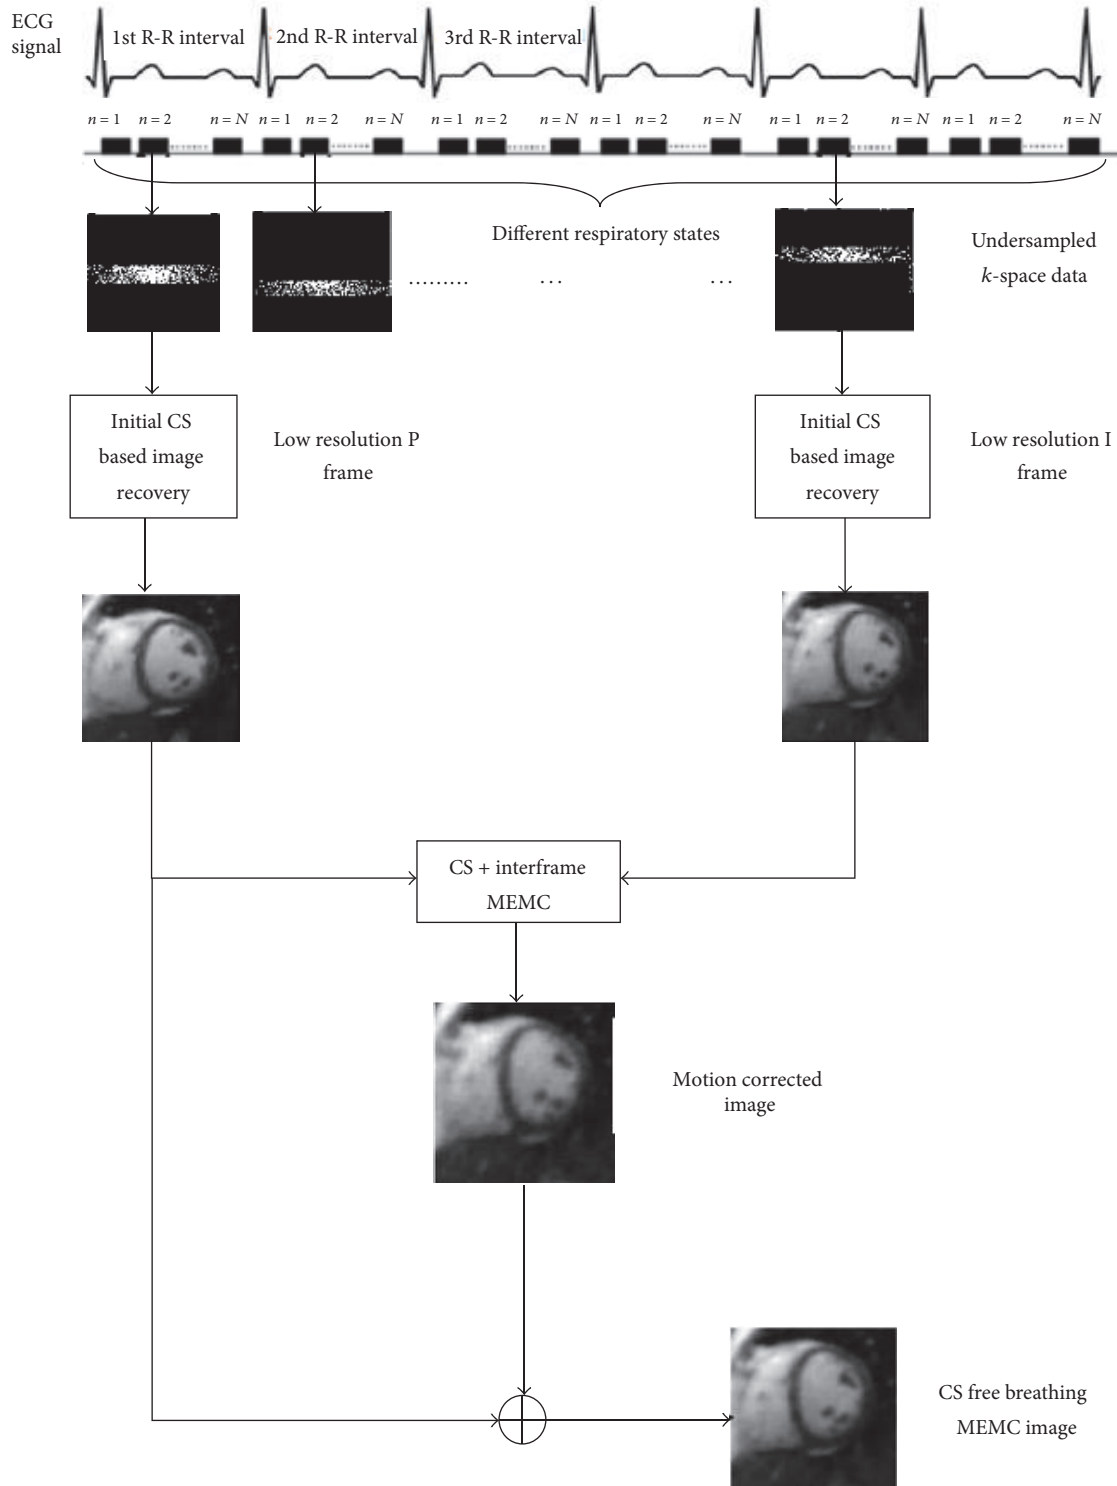 ECG
signal
1st R-R interval
2nd R-R interval
3rd R-R interval
n = 1 n = 2 n = N n = 1 n = 2 n = N n = 1 n = 2 n = N n = 1 n = 2 n = N n = 1 n = 2 n = N n = 1 n = 2 n = N
Different respiratory states
Undersampled
k-space data
......... ... ...
Initial CS
based image
recovery
Low resolution P
frame
Initial CS
based image
recovery
Low resolution I
frame
CS + interframe
MEMC
Motion corrected
image
CS free breathing
MEMC image